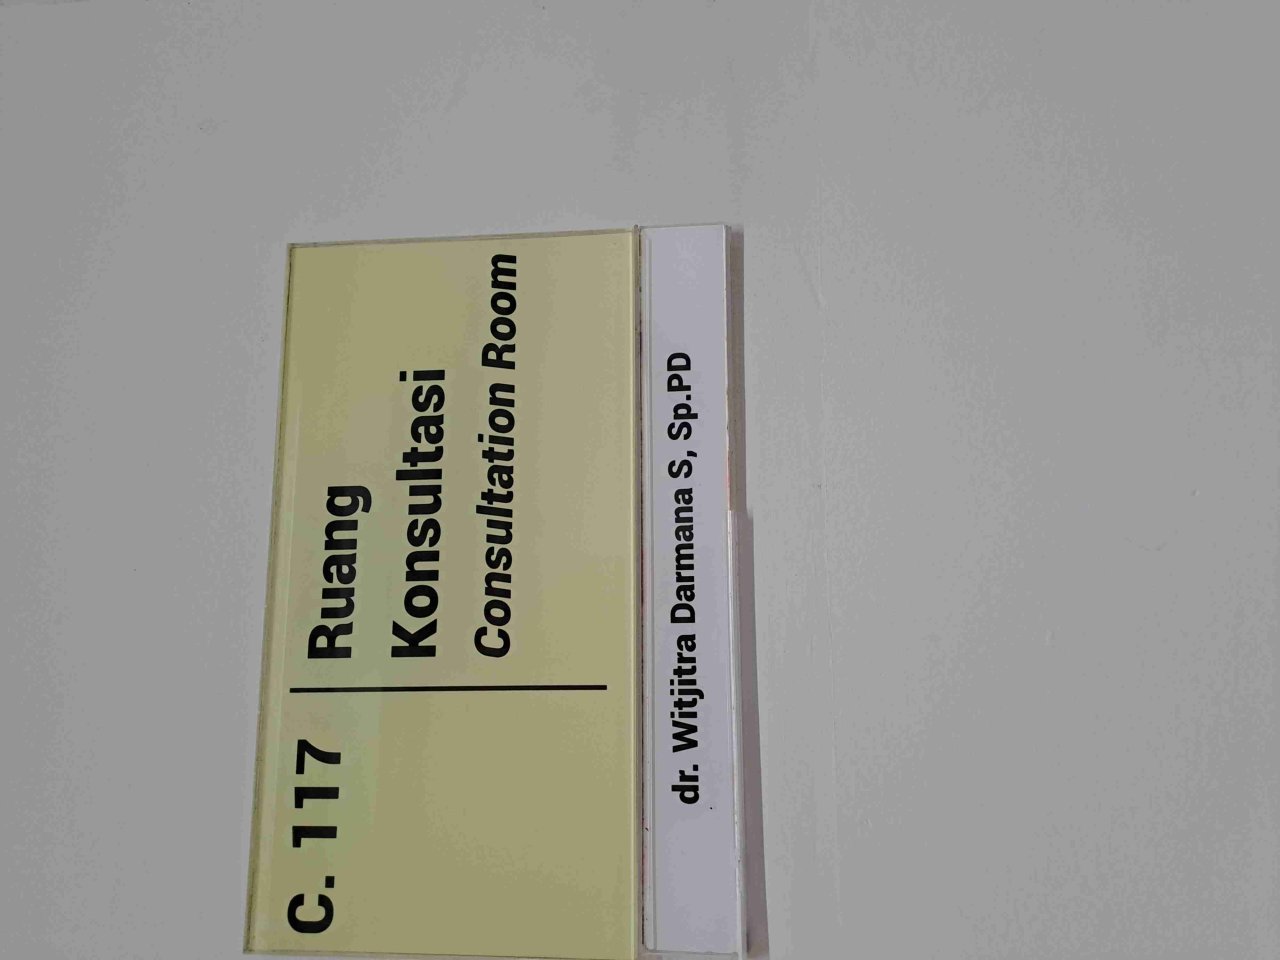 C. 117
Ruang
Konsultasi
Consultation Room
dr. Witjitra Darmana S, Sp.PD